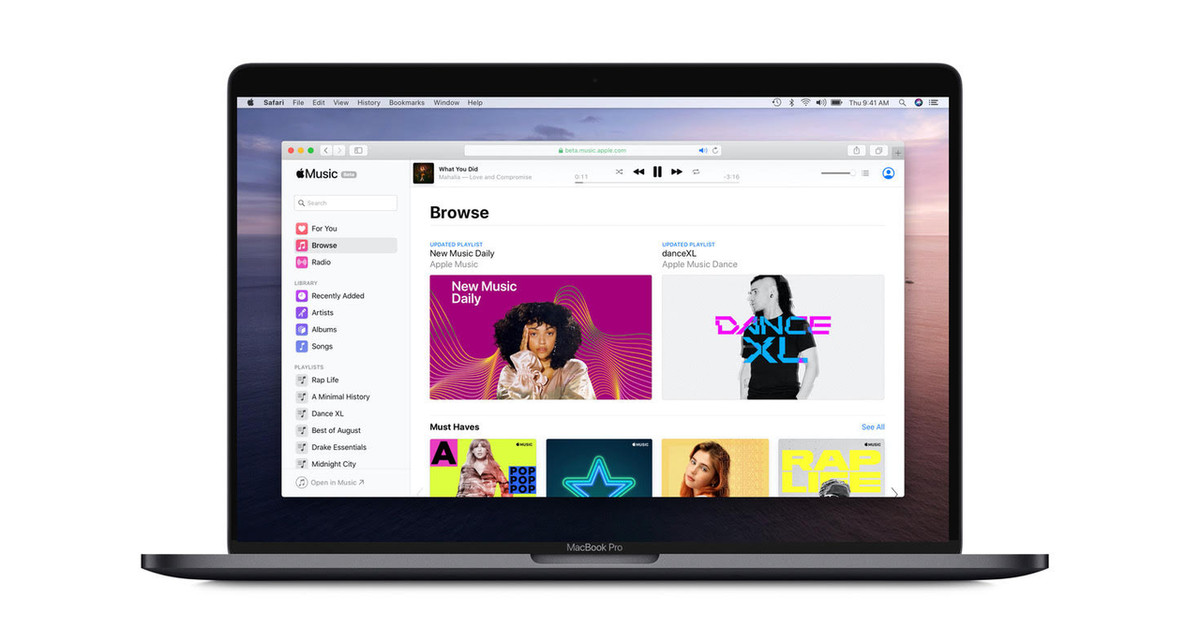 Safari File Edit View History Bookmarks Window Help
Thu 9:41 AM
beta.music.apple.com
Music Beta
What You Did
Mahalia — Love and Compromise
0:11
-3:16
Search
For You
Browse
Radio
LIBRARY
Recently Added
Artists
Albums
Songs
PLAYLISTS
Rap Life
A Minimal History
Dance XL
Best of August
Drake Essentials
Midnight City
Open in Music
Browse
UPDATED PLAYLIST
New Music Daily
Apple Music
New Music
Daily
UPDATED PLAYLIST
danceXL
Apple Music Dance
DANCE
XL
Must Haves
See All
A
MUSIC
POP
POP
POP
POP
POP
POP
MUSIC
MUSIC
RAP
LIFE
MacBook Pro